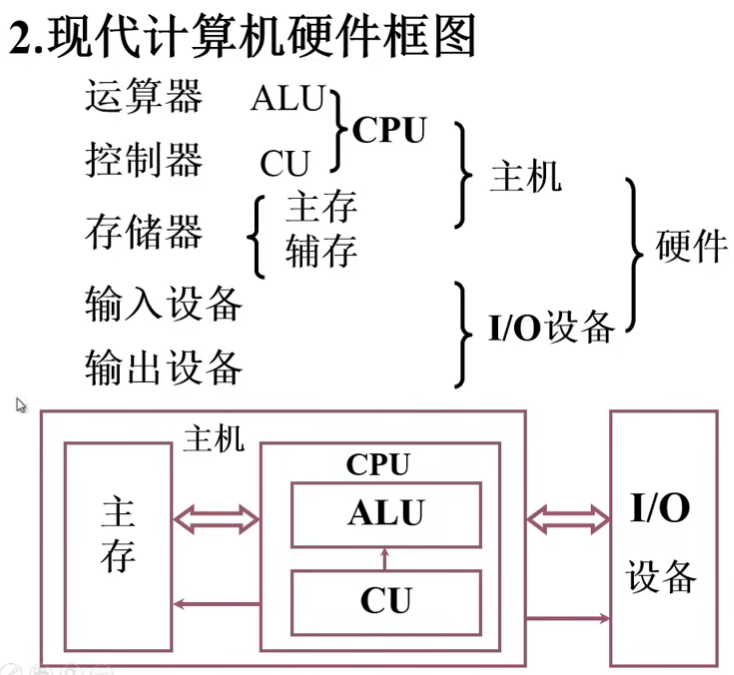 2.现代计算机硬件框图
运算器 ALU
CPU
控制器 CU
主机
存储器 主存
辅存
硬件
输入设备
I/O设备
输出设备
主机
CPU
主存
ALU
I/O
设备
CU